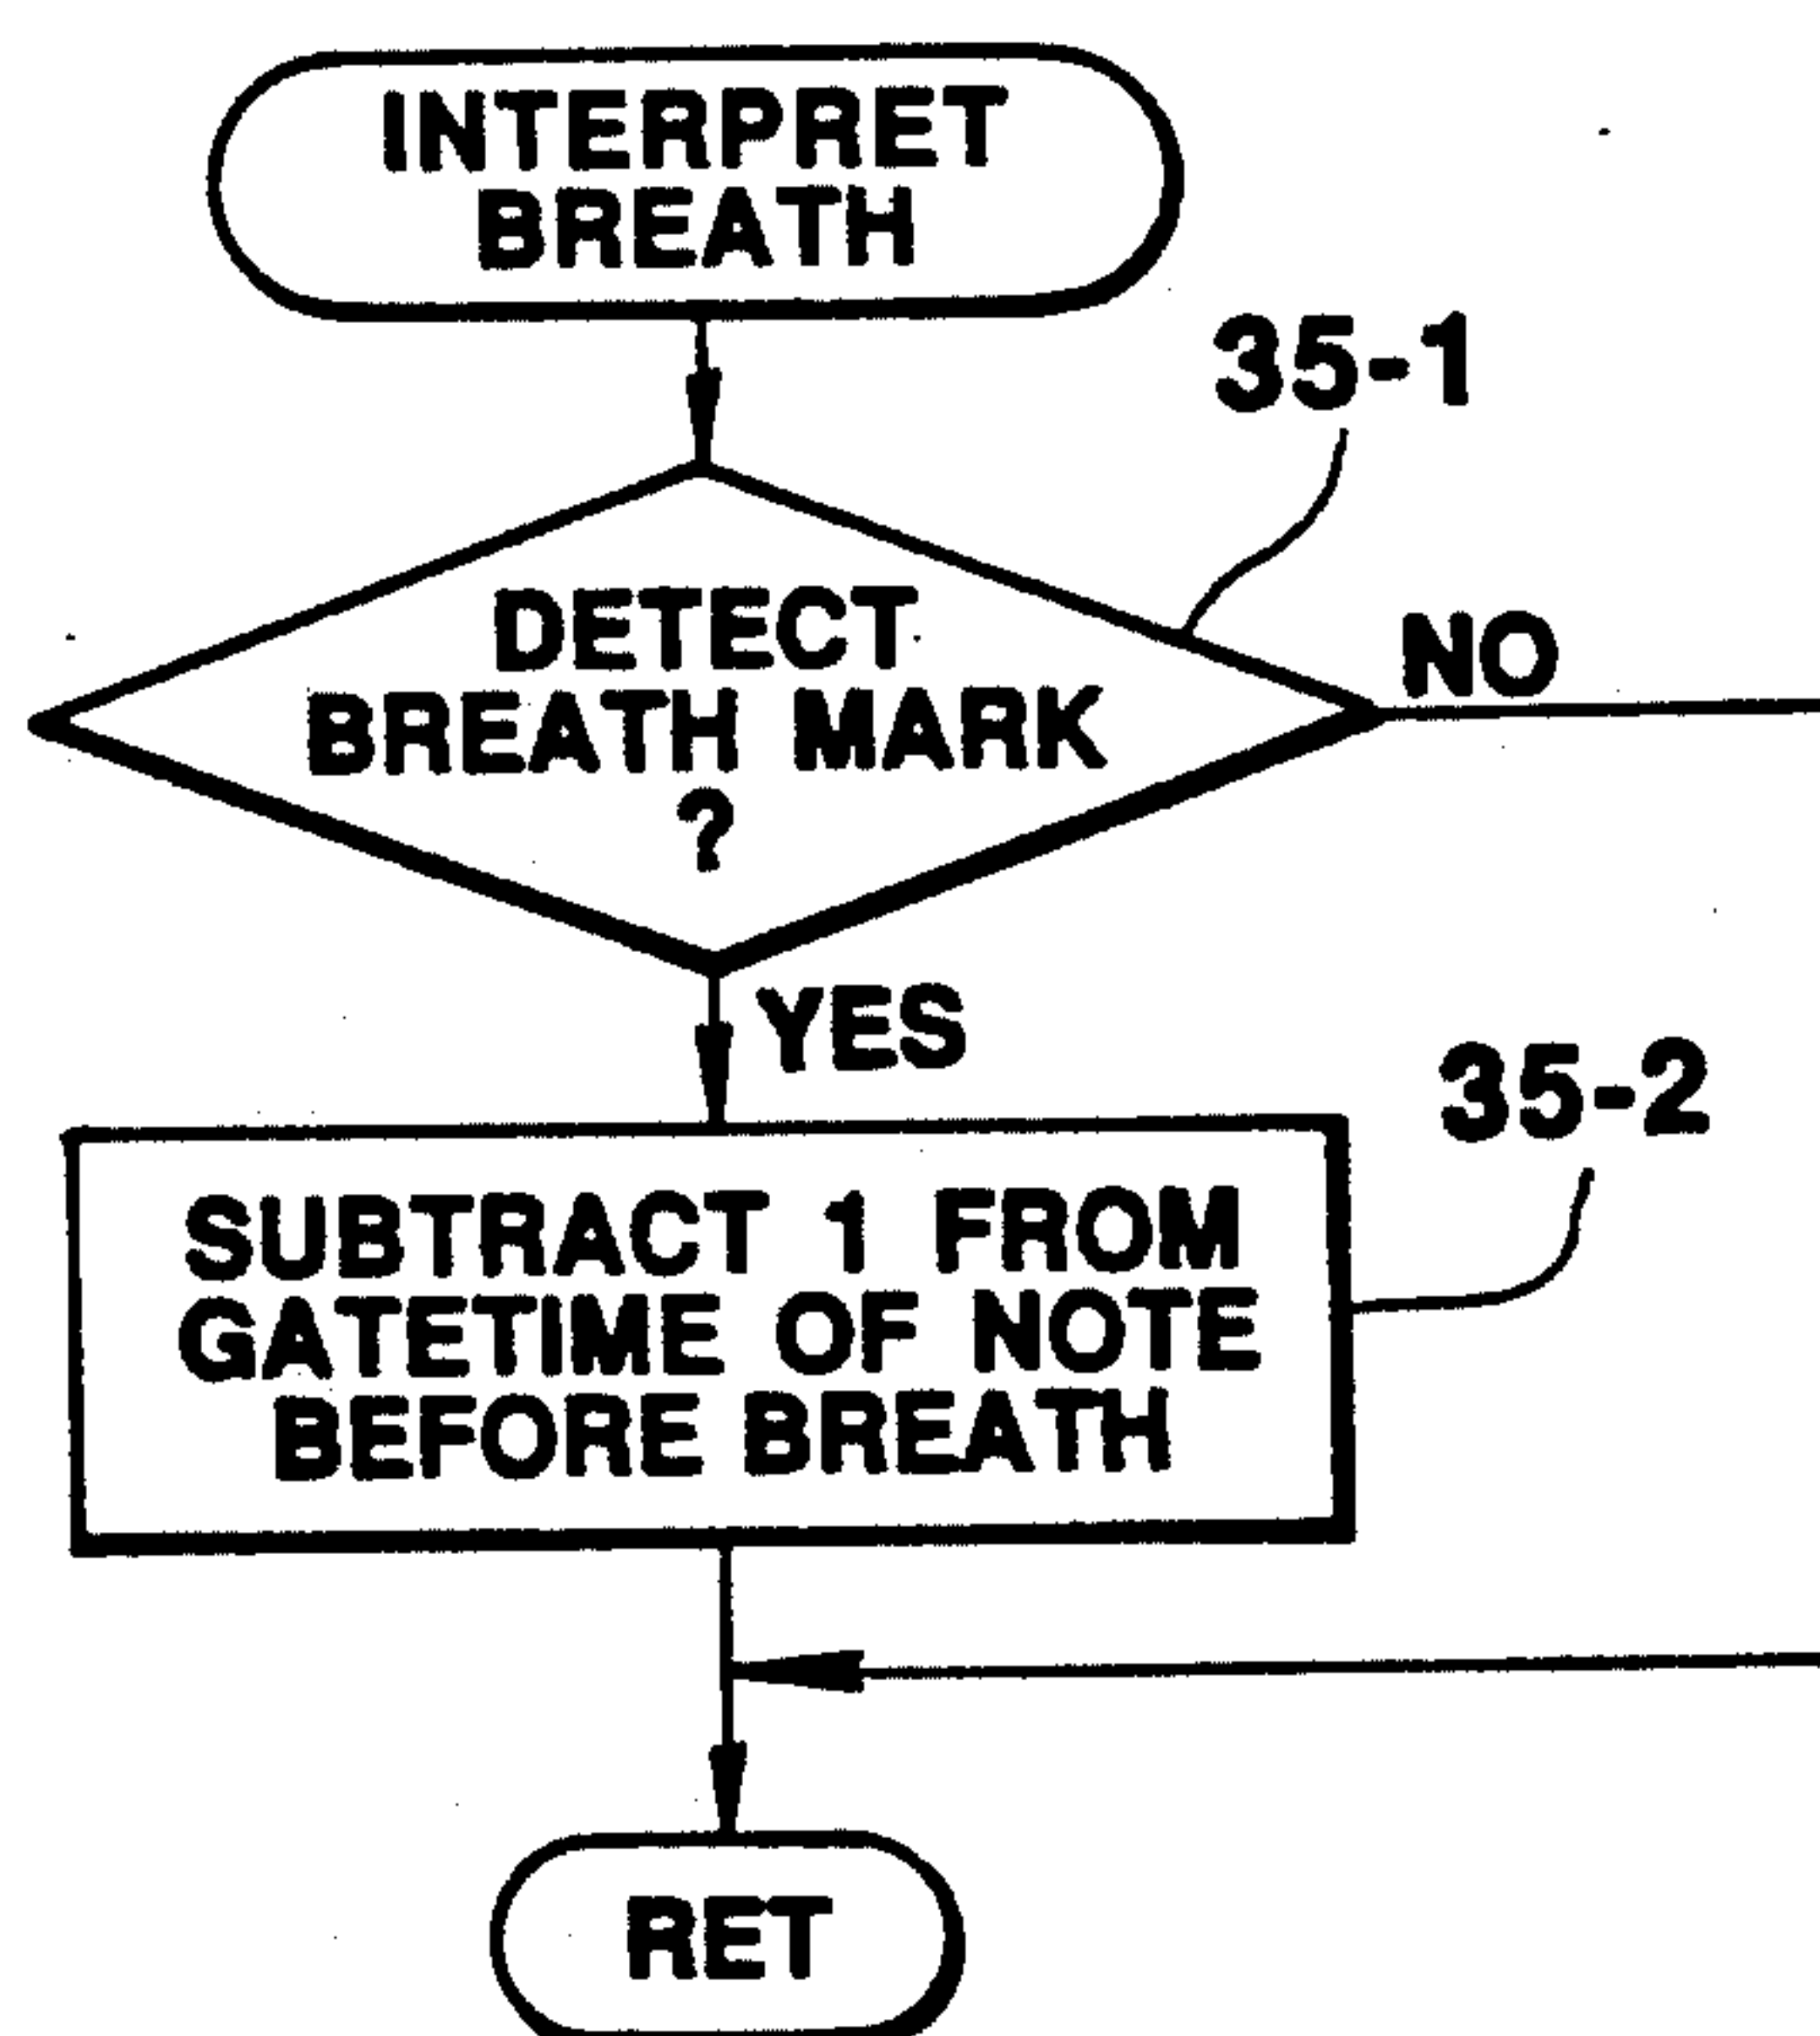 INTERPRET
BREATH
35-1
DETECT
BREATH MARK
?
NO
YES
35-2
SUBTRACT 1 FROM
GATETIME OF NOTE
BEFORE BREATH
RET